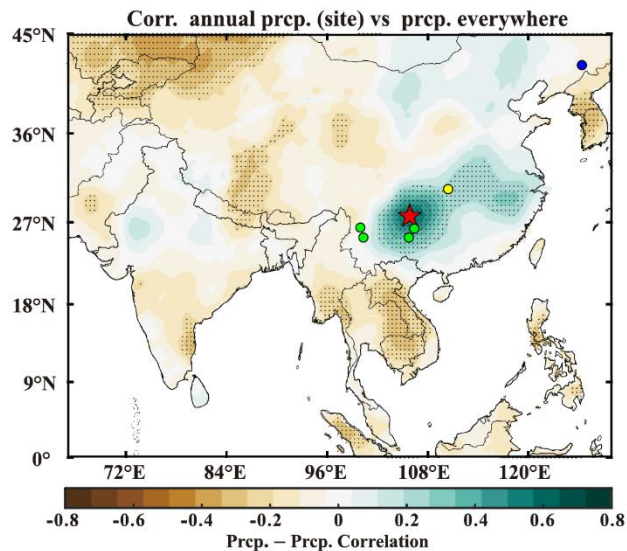 Corr. annual prcp. (site) vs prcp. everywhere
45°N
36°N
27°N
18°N
9°N
0°
72°E 84°E 96°E 108°E 120°E
-0.8 -0.6 -0.4 -0.2 0 0.2 0.4 0.6 0.8
Prcp. – Prcp. Correlation